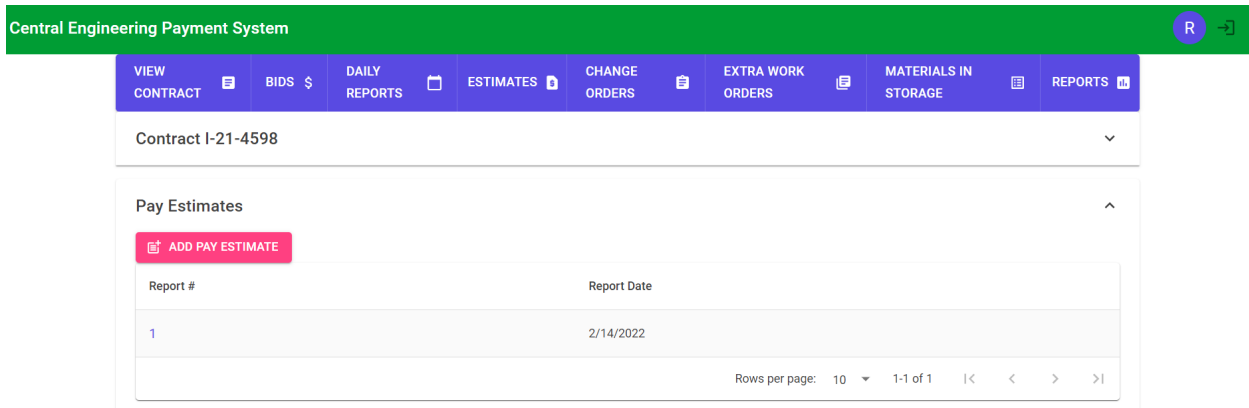 Central Engineering Payment System
R
VIEW CONTRACT
BIDS
DAILY REPORTS
ESTIMATES
CHANGE ORDERS
EXTRA WORK ORDERS
MATERIALS IN STORAGE
REPORTS
Contract I-21-4598
Pay Estimates
ADD PAY ESTIMATE
Report # Report Date
1 2/14/2022
Rows per page: 10 1-1 of 1